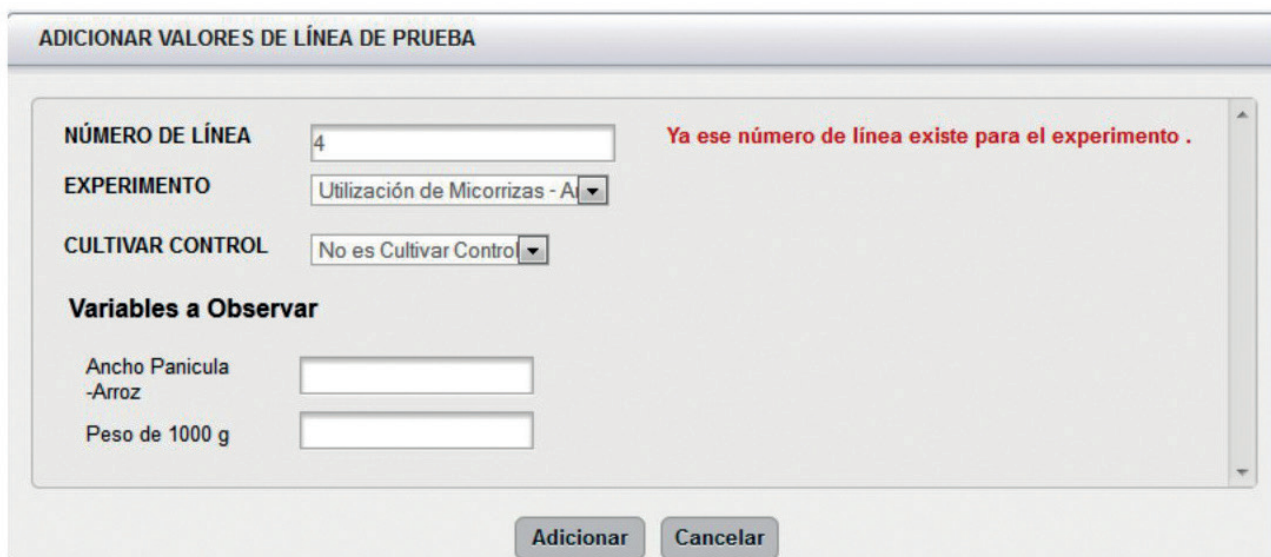 ADICIONAR VALORES DE LÍNEA DE PRUEBA
NÚMERO DE LÍNEA 4 Ya ese número de línea existe para el experimento .
EXPERIMENTO Utilización de Micorrizas -
CULTIVAR CONTROL No es Cultivar Control
Variables a Observar
Ancho Panicula
-Arroz
Peso de 1000 g
Adicionar Cancelar